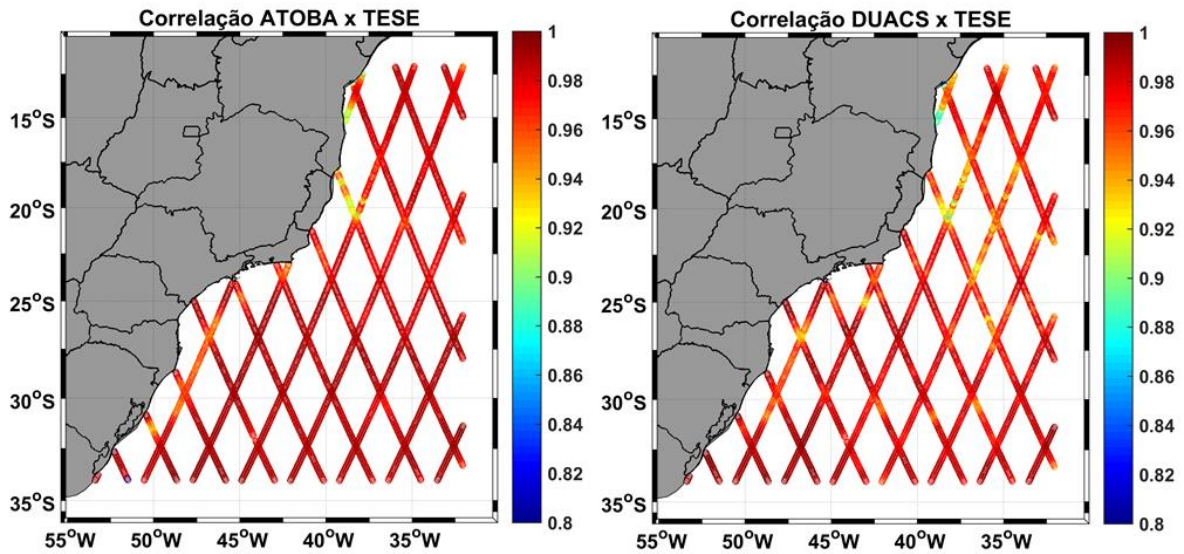 Correlação ATOBA x TESE
15°S
20°S
25°S
30°S
35°S
55°W 50°W 45°W 40°W 35°W
1
0.98
0.96
0.94
0.92
0.9
0.88
0.86
0.84
0.82
0.8
Correlação DUACS x TESE
15°S
20°S
25°S
30°S
35°S
55°W 50°W 45°W 40°W 35°W
1
0.98
0.96
0.94
0.92
0.9
0.88
0.86
0.84
0.82
0.8